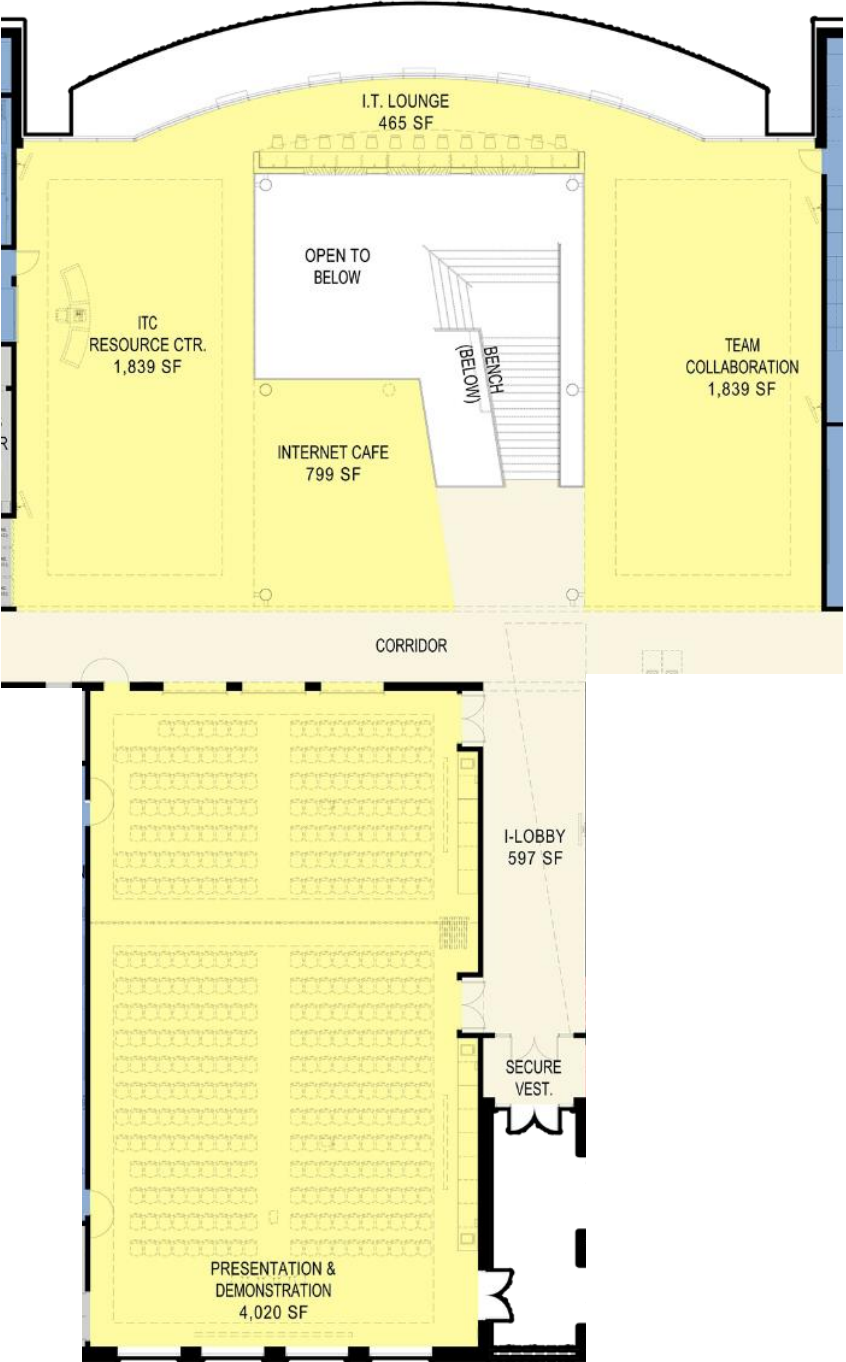 I.T. LOUNGE
465 SF
OPEN TO
BELOW
ITC
RESOURCE CTR.
1,839 SF
BENCH
(BELOW)
TEAM
COLLABORATION
1,839 SF
R
INTERNET CAFE
799 SF
CORRIDOR
I-LOBBY
597 SF
SECURE
VEST.
PRESENTATION &
DEMONSTRATION
4,020 SF